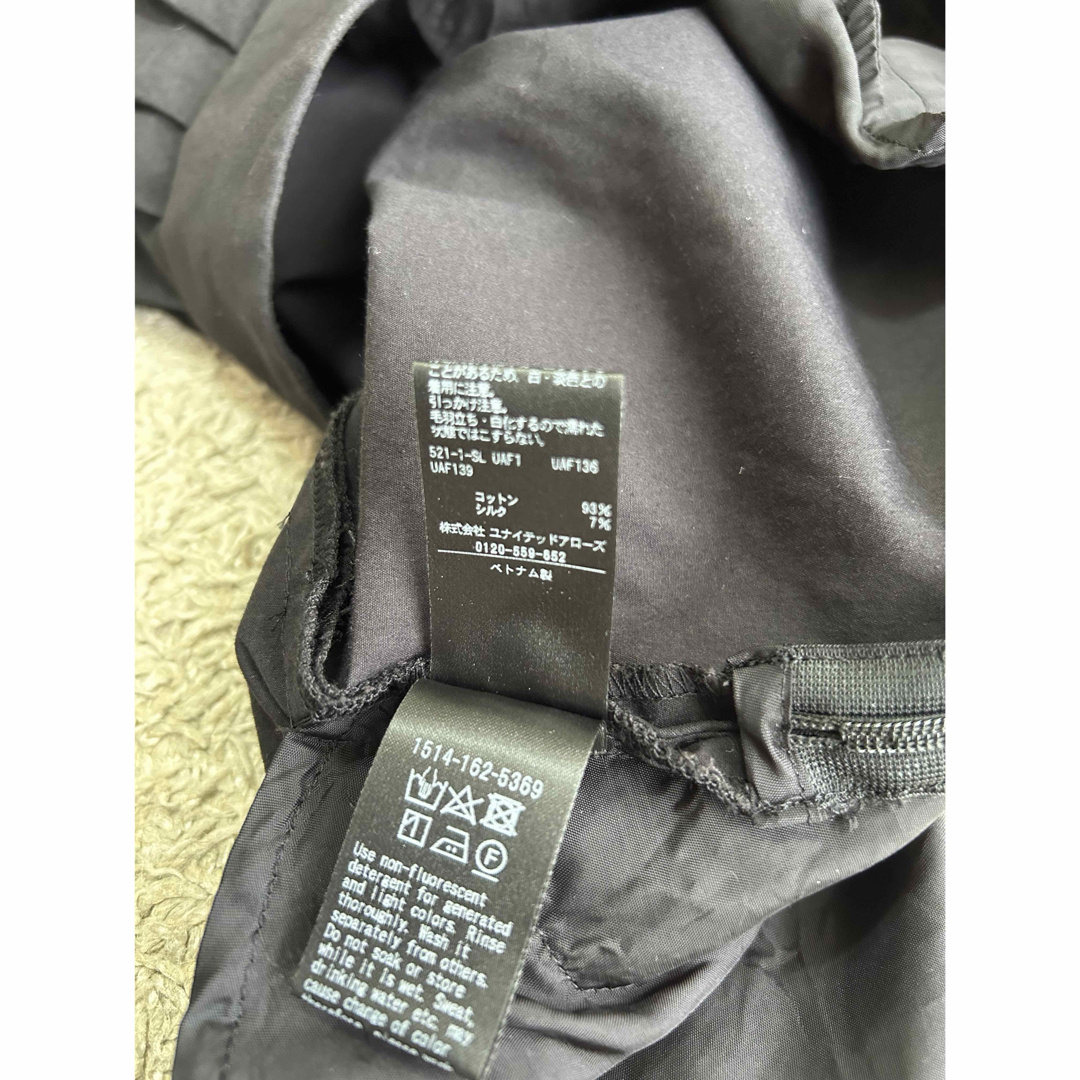 ことがあるため、白・淡色との
着用に注意。
引っかけ注意。
毛羽立ち・白化するので濡れた
状態ではこすらない。
521-1-SL UAF1 UAF136
UAF139
コットン 93%
シルク 7%
株式会社 ユナイテッドアローズ
0120-559-652
ベトナム製
1514-162-5369
Use non-fluorescent
detergent for generated
and light colors. Rinse
thoroughly. Wash it
separately from others.
Do not soak or store
while it is wet. Sweat,
drinking water etc. may
cause change of color